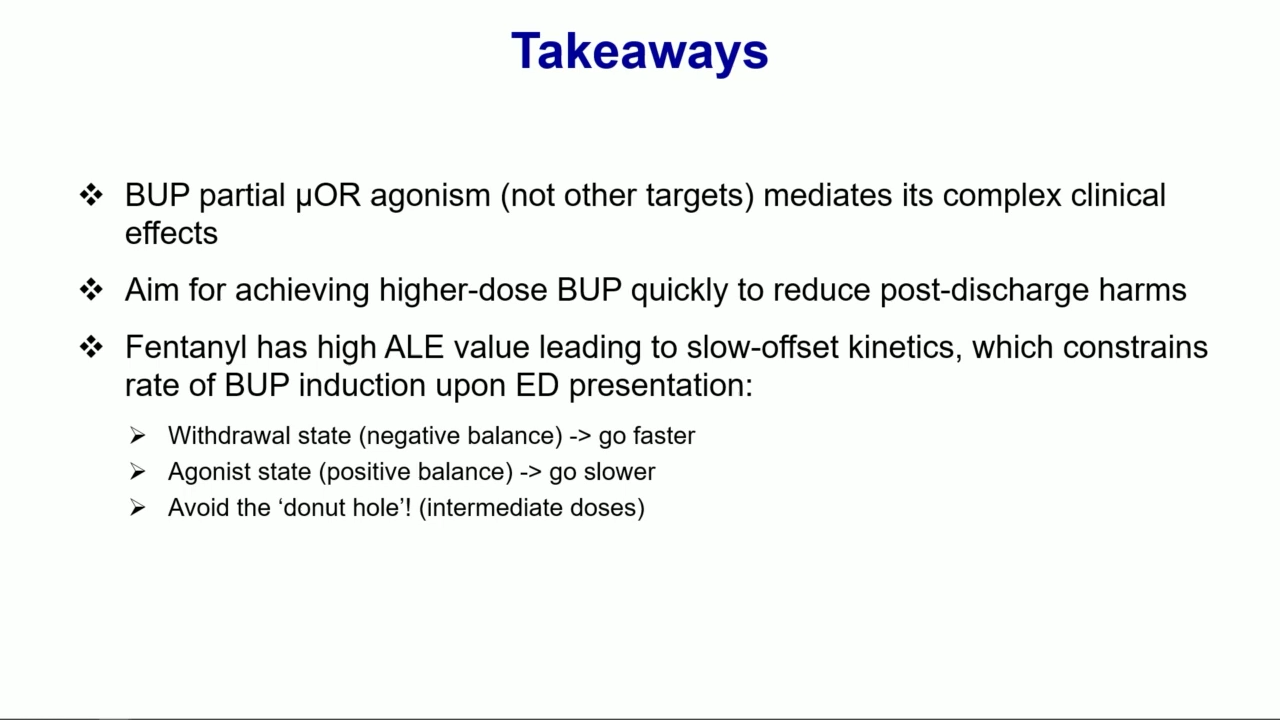 Takeaways
❖ BUP partial μOR agonism (not other targets) mediates its complex clinical
effects
❖ Aim for achieving higher-dose BUP quickly to reduce post-discharge harms
❖ Fentanyl has high ALE value leading to slow-offset kinetics, which constrains
rate of BUP induction upon ED presentation:
➢ Withdrawal state (negative balance) -> go faster
➢ Agonist state (positive balance) -> go slower
➢ Avoid the ‘donut hole’! (intermediate doses)